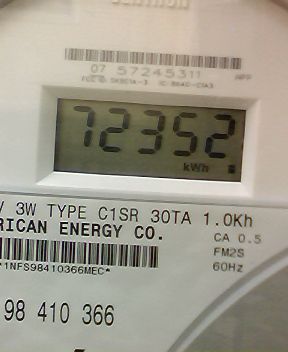 07 57245311
72352
kWh
V 3W TYPE C1SR 30TA 1.0Kh
RICAN ENERGY CO.
CA 0.5
FM2S
60Hz
*1NFS98410366MEC*
98 410 366